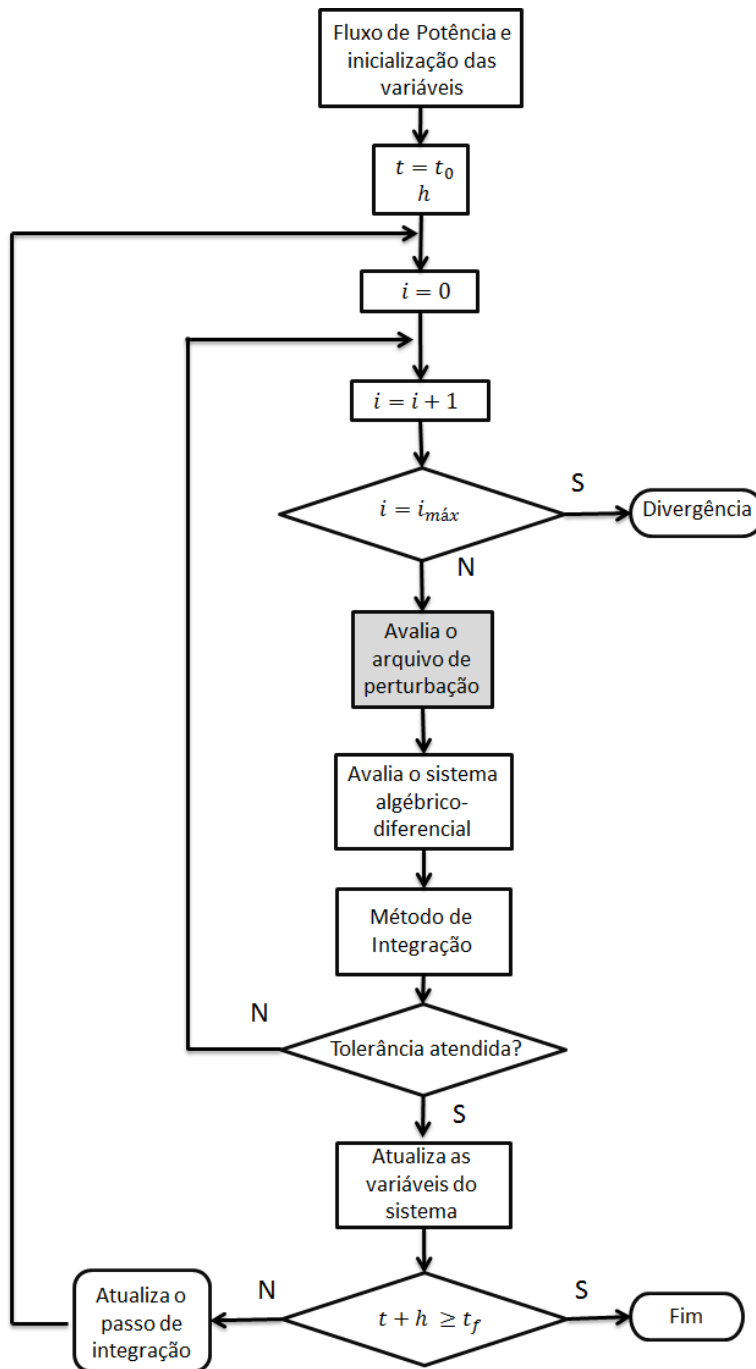 Fluxo de Potência e
inicialização das
variáveis
t = t₀
h
i = 0
i = i + 1
i = iₘáₓ
S
Divergência
N
Avalia o
arquivo de
perturbação
Avalia o sistema
algébrico-
diferencial
Método de
Integração
N
Tolerância atendida?
S
Atualiza as
variáveis do
sistema
Atualiza o
passo de
integração
N
t + h ≥ t_f
S
Fim